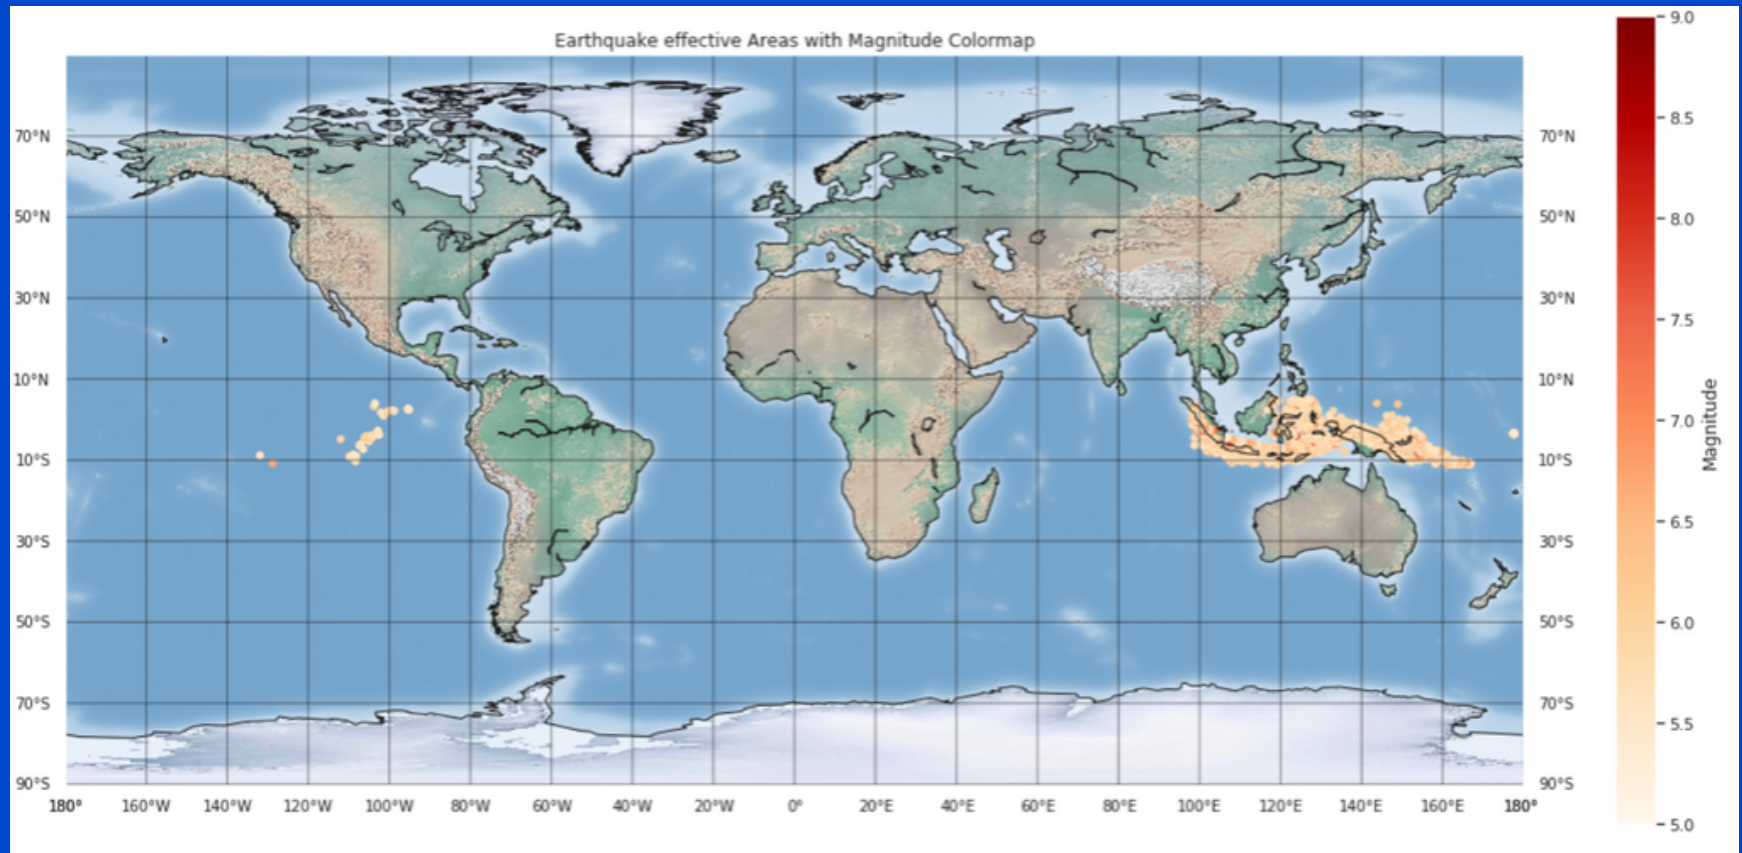 Earthquake effective Areas with Magnitude Colormap
9.0
8.5
8.0
7.5
7.0
6.5
6.0
5.5
5.0
Magnitude
70°N 70°N
50°N 50°N
30°N 30°N
10°N 10°N
10°S 10°S
30°S 30°S
50°S 50°S
70°S 70°S
90°S 90°S
180° 160°W 140°W 120°W 100°W 80°W 60°W 40°W 20°W 0° 20°E 40°E 60°E 80°E 100°E 120°E 140°E 160°E 180°